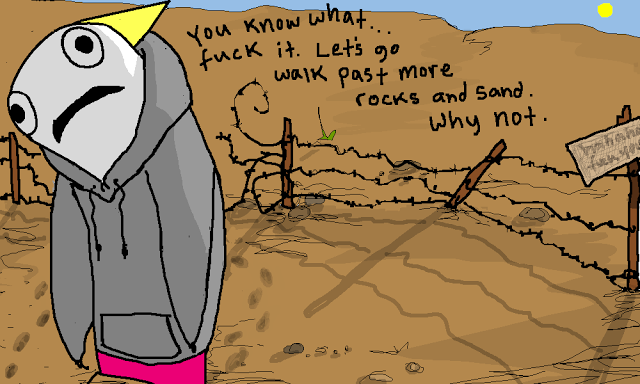 You know what...
fuck it. Let's go
walk past more
rocks and sand.
Why not.